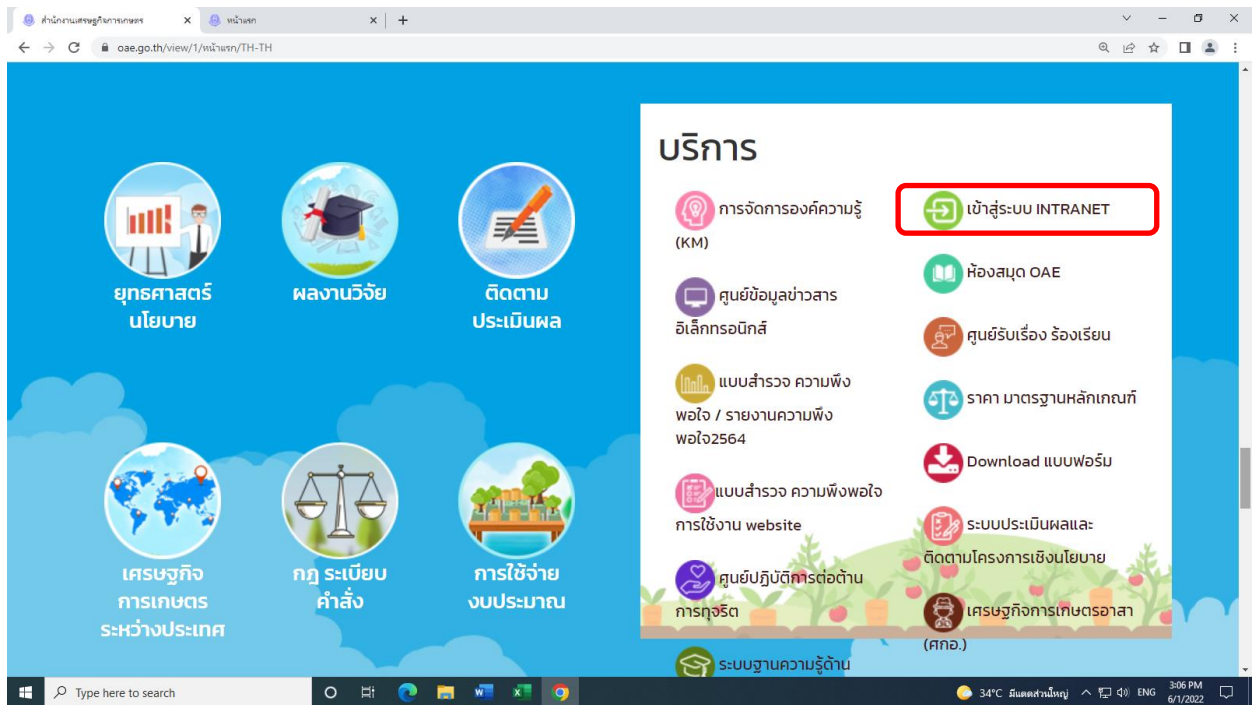 สำนักงานเศรษฐกิจการเกษตร
หน้าแรก
oae.go.th/view/1/หน้าแรก/TH-TH
ยุทธศาสตร์
นโยบาย
ผลงานวิจัย
ติดตาม
ประเมินผล
เศรษฐกิจ
การเกษตร
ระหว่างประเทศ
กฎ ระเบียบ
คำสั่ง
การใช้จ่าย
งบประมาณ
บริการ
การจัดการองค์ความรู้
(KM)
ศูนย์ข้อมูลข่าวสาร
อิเล็กทรอนิกส์
แบบสำรวจ ความพึง
พอใจ / รายงานความพึง
พอใจ2564
แบบสำรวจ ความพึงพอใจ
การใช้งาน website
ศูนย์ปฏิบัติการต่อต้าน
การทุจริต
ระบบฐานความรู้ด้าน
เข้าสู่ระบบ INTRANET
ห้องสมุด OAE
ศูนย์รับเรื่อง ร้องเรียน
ราคา มาตรฐานหลักเกณฑ์
Download แบบฟอร์ม
ระบบประเมินผลและ
ติดตามโครงการเชิงนโยบาย
เศรษฐกิจการเกษตรอาสา
(ศกอ.)
Type here to search
34°C มีแดดส่วนใหญ่
ENG
3:06 PM
6/1/2022